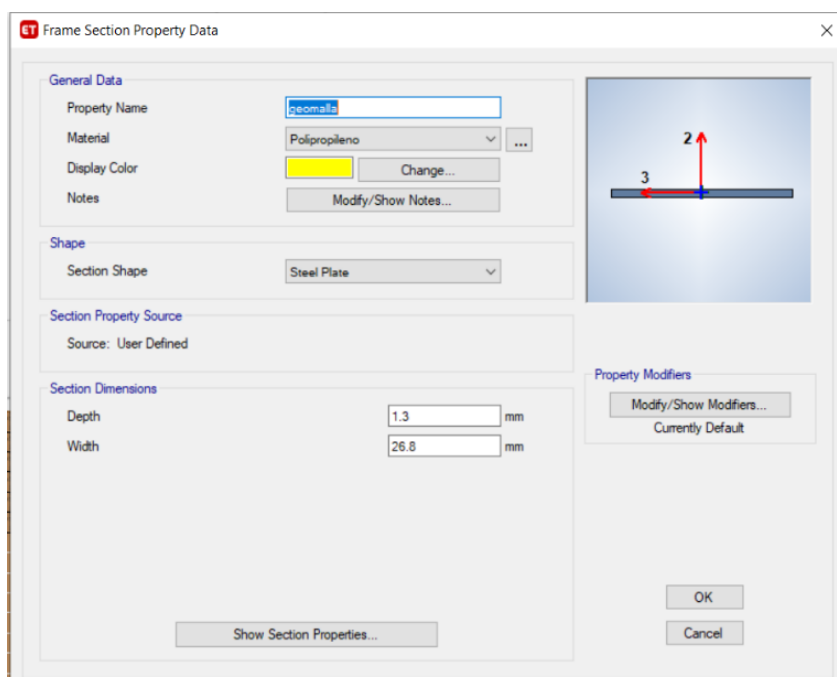 ET Frame Section Property Data
General Data
Property Name geomalla
Material Polipropileno ...
Display Color Change...
Notes Modify/Show Notes...
2
3
Shape
Section Shape Steel Plate
Section Property Source
Source: User Defined
Property Modifiers
Modify/Show Modifiers...
Currently Default
Section Dimensions
Depth 1.3 mm
Width 26.8 mm
Show Section Properties...
OK
Cancel